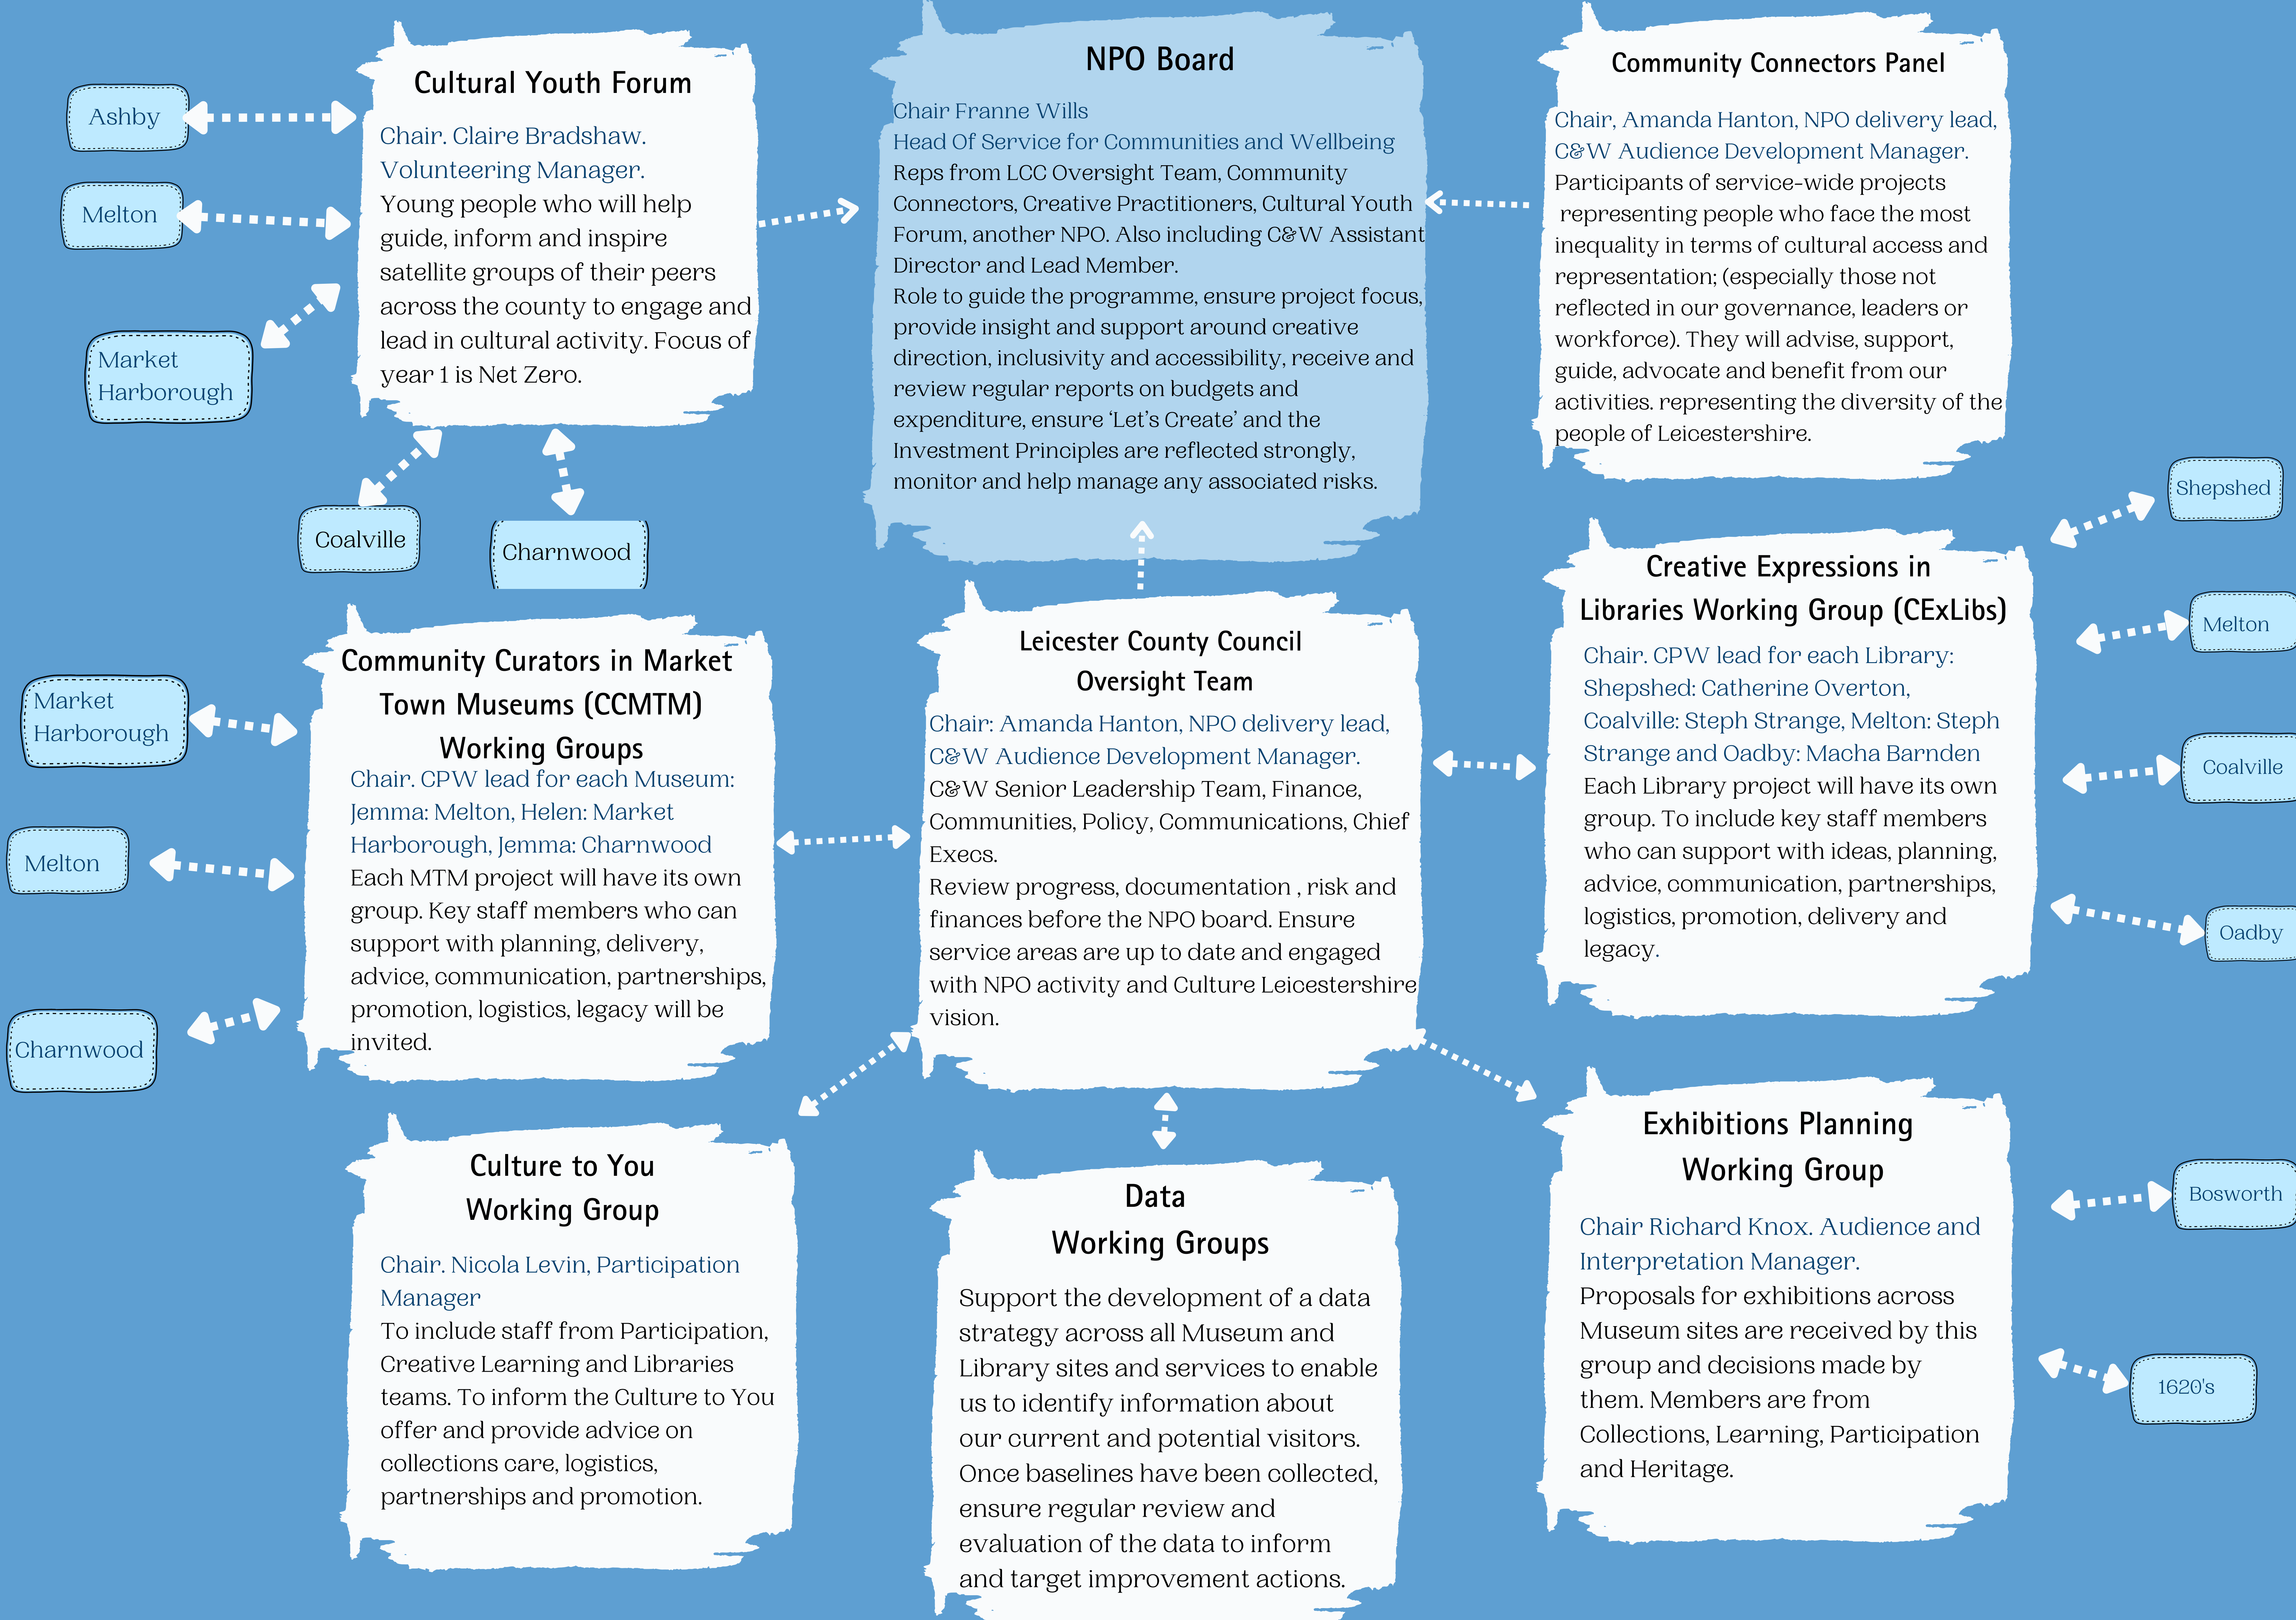 Cultural Youth Forum
Chair. Claire Bradshaw.
Volunteering Manager.
Young people who will help
guide, inform and inspire
satellite groups of their peers
across the county to engage and
lead in cultural activity. Focus of
year 1 is Net Zero.
Ashby
Melton
Market
Harborough
Coalville
Charnwood
NPO Board
Chair Franne Wills
Head Of Service for Communities and Wellbeing
Reps from LCC Oversight Team, Community
Connectors, Creative Practitioners, Cultural Youth
Forum, another NPO. Also including C&W Assistant
Director and Lead Member.
Role to guide the programme, ensure project focus,
provide insight and support around creative
direction, inclusivity and accessibility, receive and
review regular reports on budgets and
expenditure, ensure ‘Let’s Create’ and the
Investment Principles are reflected strongly,
monitor and help manage any associated risks.
Community Connectors Panel
Chair, Amanda Hanton, NPO delivery lead,
C&W Audience Development Manager.
Participants of service-wide projects
representing people who face the most
inequality in terms of cultural access and
representation; (especially those not
reflected in our governance, leaders or
workforce). They will advise, support,
guide, advocate and benefit from our
activities. representing the diversity of the
people of Leicestershire.
Community Curators in Market
Town Museums (CCMTM)
Working Groups
Chair. CPW lead for each Museum:
Jemma: Melton, Helen: Market
Harborough, Jemma: Charnwood
Each MTM project will have its own
group. Key staff members who can
support with planning, delivery,
advice, communication, partnerships,
promotion, logistics, legacy will be
invited.
Market
Harborough
Melton
Charnwood
Leicester County Council
Oversight Team
Chair: Amanda Hanton, NPO delivery lead,
C&W Audience Development Manager.
C&W Senior Leadership Team, Finance,
Communities, Policy, Communications, Chief
Execs.
Review progress, documentation , risk and
finances before the NPO board. Ensure
service areas are up to date and engaged
with NPO activity and Culture Leicestershire
vision.
Creative Expressions in
Libraries Working Group (CExLibs)
Chair. CPW lead for each Library:
Shepshed: Catherine Overton,
Coalville: Steph Strange, Melton: Steph
Strange and Oadby: Macha Barnden
Each Library project will have its own
group. To include key staff members
who can support with ideas, planning,
advice, communication, partnerships,
logistics, promotion, delivery and
legacy.
Shepshed
Melton
Coalville
Oadby
Culture to You
Working Group
Chair. Nicola Levin, Participation
Manager
To include staff from Participation,
Creative Learning and Libraries
teams. To inform the Culture to You
offer and provide advice on
collections care, logistics,
partnerships and promotion.
Data
Working Groups
Support the development of a data
strategy across all Museum and
Library sites and services to enable
us to identify information about
our current and potential visitors.
Once baselines have been collected,
ensure regular review and
evaluation of the data to inform
and target improvement actions.
Exhibitions Planning
Working Group
Chair Richard Knox. Audience and
Interpretation Manager.
Proposals for exhibitions across
Museum sites are received by this
group and decisions made by
them. Members are from
Collections, Learning, Participation
and Heritage.
Bosworth
1620's